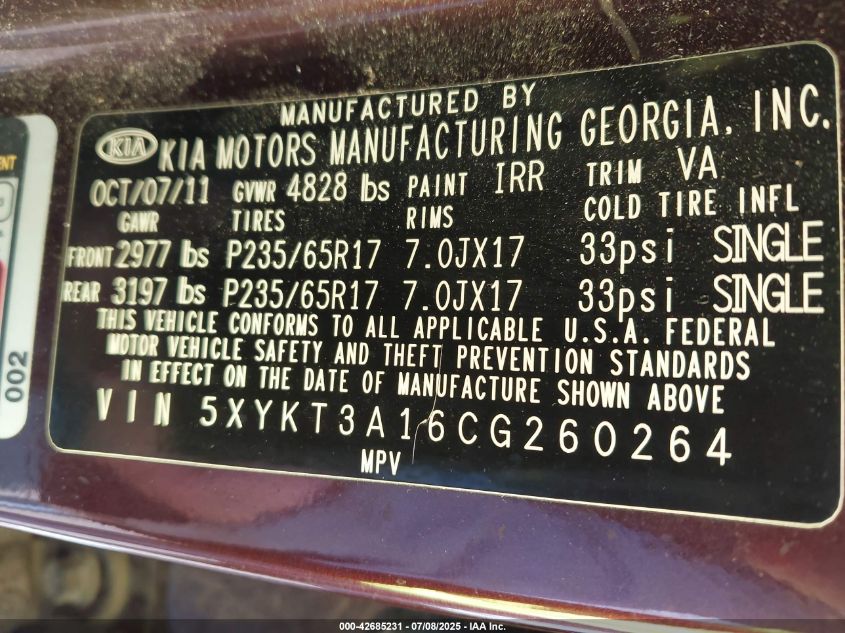 MANUFACTURED BY
KIA KIA MOTORS MANUFACTURING GEORGIA, INC.
OCT/07/11 GVWR 4828 lbs PAINT IRR TRIM VA
GAWR TIRES RIMS COLD TIRE INFL
FRONT 2977 lbs P235/65R17 7.0JX17 33psi SINGLE
REAR 3197 lbs P235/65R17 7.0JX17 33psi SINGLE
THIS VEHICLE CONFORMS TO ALL APPLICABLE U.S.A. FEDERAL
MOTOR VEHICLE SAFETY AND THEFT PREVENTION STANDARDS
IN EFFECT ON THE DATE OF MANUFACTURE SHOWN ABOVE
VIN 5XYKT3A16CG260264
MPV
002
000-42685231 - 07/08/2025 - IAA Inc.